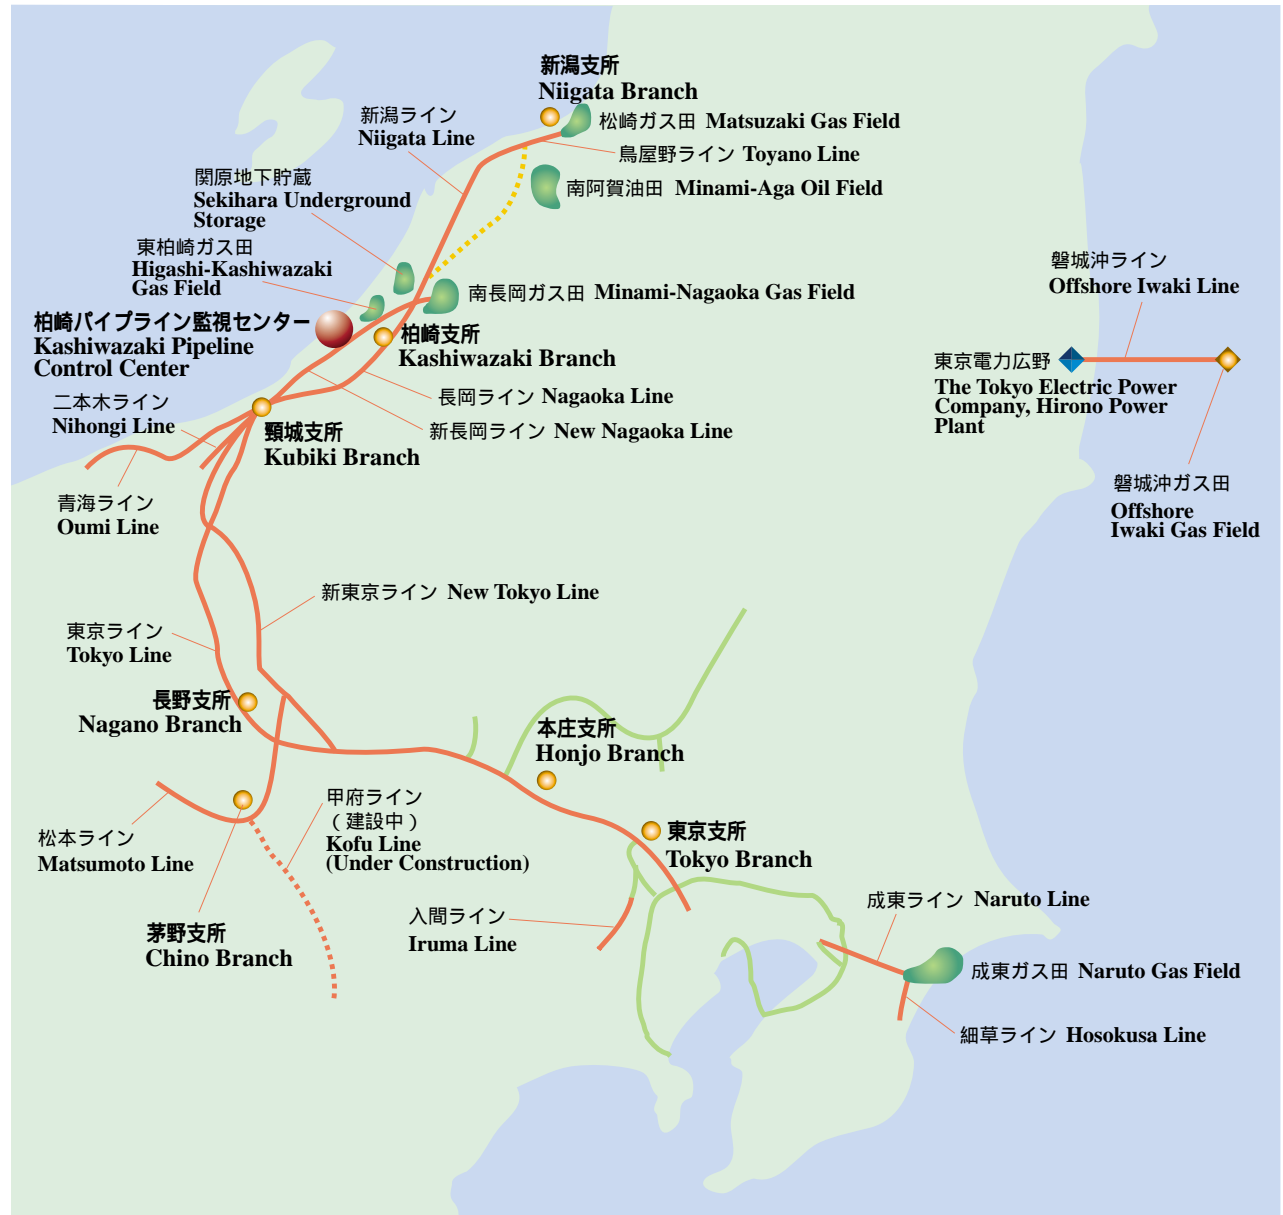 新潟支所
Niigata Branch
新潟ライン
Niigata Line
松崎ガス田 Matsuzaki Gas Field
鳥屋野ライン Toyano Line
関原地下貯蔵
Sekihara Underground
Storage
南阿賀油田 Minami-Aga Oil Field
東柏崎ガス田
Higashi-Kashiwazaki
Gas Field
南長岡ガス田 Minami-Nagaoka Gas Field
磐城沖ライン
Offshore Iwaki Line
柏崎パイプライン監視センター
Kashiwazaki Pipeline
Control Center
柏崎支所
Kashiwazaki Branch
東京電力広野
The Tokyo Electric Power
Company, Hirono Power
Plant
長岡ライン Nagaoka Line
二本木ライン
Nihongi Line
新長岡ライン New Nagaoka Line
頸城支所
Kubiki Branch
磐城沖ガス田
Offshore
Iwaki Gas Field
青海ライン
Oumi Line
新東京ライン New Tokyo Line
東京ライン
Tokyo Line
長野支所
Nagano Branch
本庄支所
Honjo Branch
甲府ライン
（建設中）
Kofu Line
(Under Construction)
松本ライン
Matsumoto Line
東京支所
Tokyo Branch
入間ライン
Iruma Line
成東ライン Naruto Line
茅野支所
Chino Branch
成東ガス田 Naruto Gas Field
細草ライン Hosokusa Line